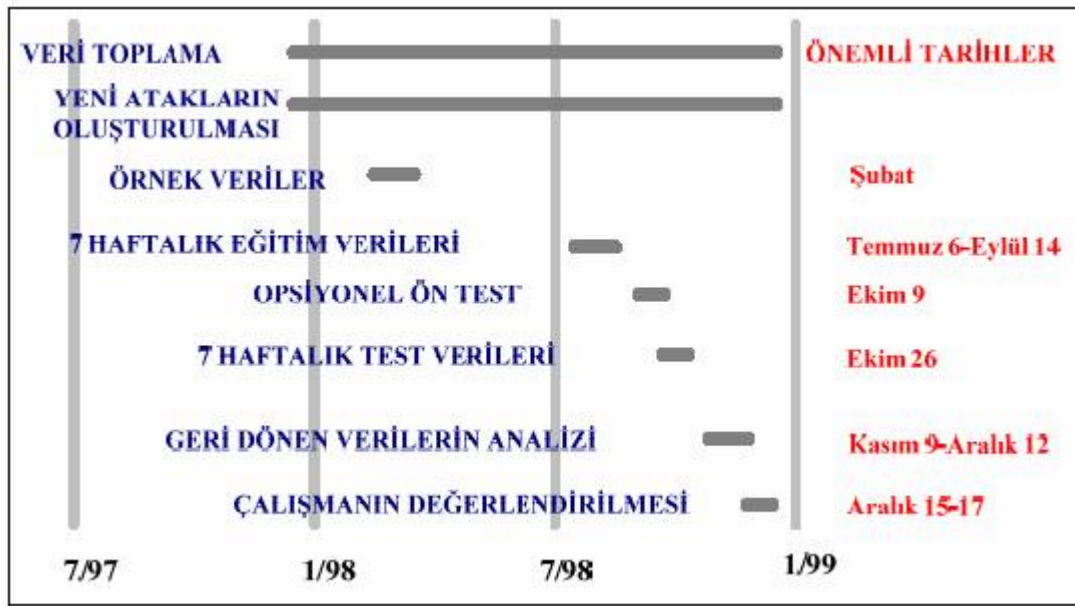 VERİ TOPLAMA
ÖNEMLİ TARİHLER
YENİ ATAKLARIN
OLUŞTURULMASI
ÖRNEK VERİLER
Şubat
7 HAFTALIK EĞİTİM VERİLERİ
Temmuz 6-Eylül 14
OPSİYONEL ÖN TEST
Ekim 9
7 HAFTALIK TEST VERİLERİ
Ekim 26
GERİ DÖNEN VERİLERİN ANALİZİ
Kasım 9-Aralık 12
ÇALIŞMANIN DEĞERLENDİRİLMESİ
Aralık 15-17
7/97
1/98
7/98
1/99